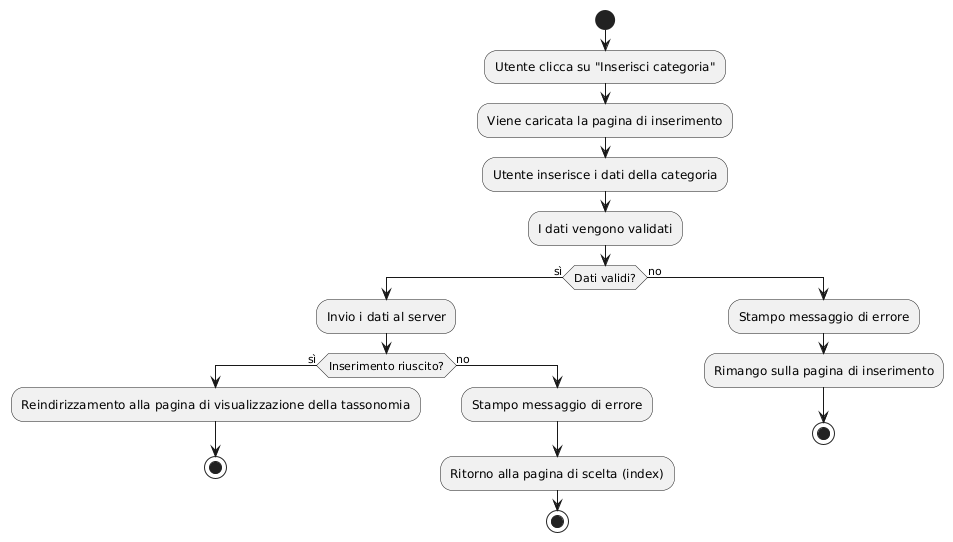 Utente clicca su "Inserisci categoria"
Viene caricata la pagina di inserimento
Utente inserisce i dati della categoria
I dati vengono validati
sì
Dati validi?
no
Invio i dati al server
Stampo messaggio di errore
sì
Inserimento riuscito?
no
Rimango sulla pagina di inserimento
Reindirizzamento alla pagina di visualizzazione della tassonomia
Stampo messaggio di errore
Ritorno alla pagina di scelta (index)